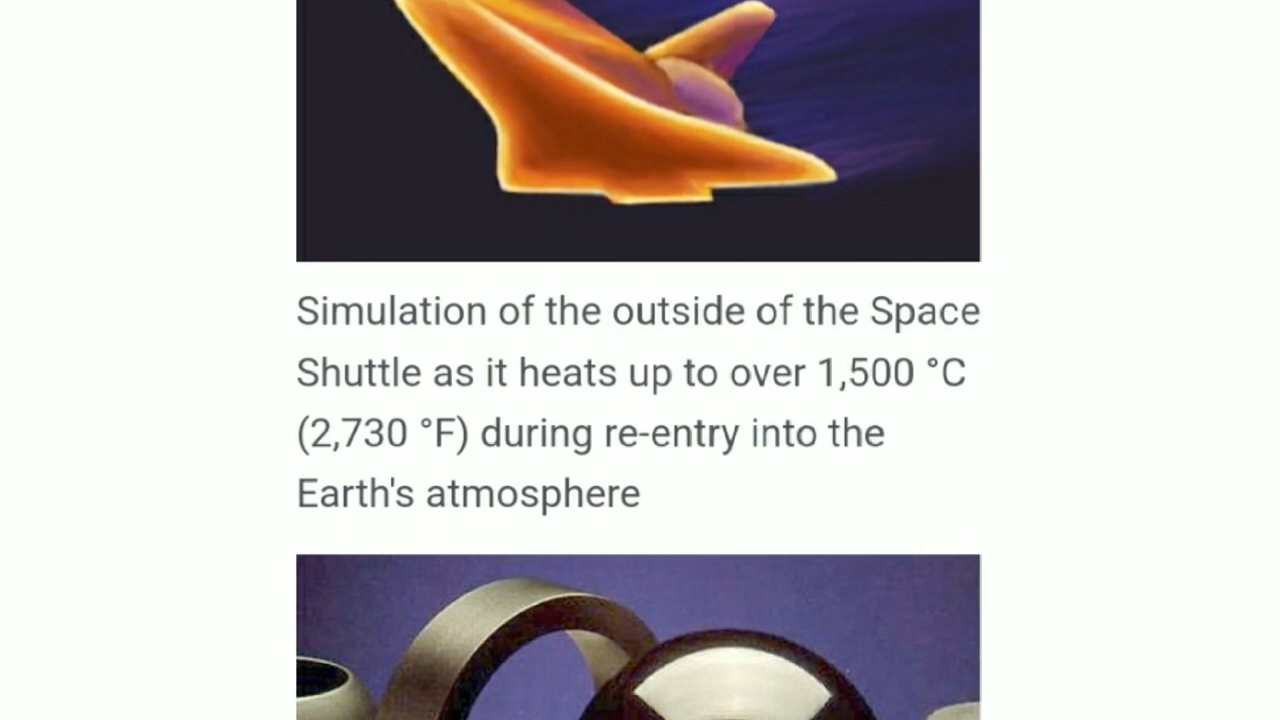 Simulation of the outside of the Space
Shuttle as it heats up to over 1,500 °C
(2,730 °F) during re-entry into the
Earth's atmosphere